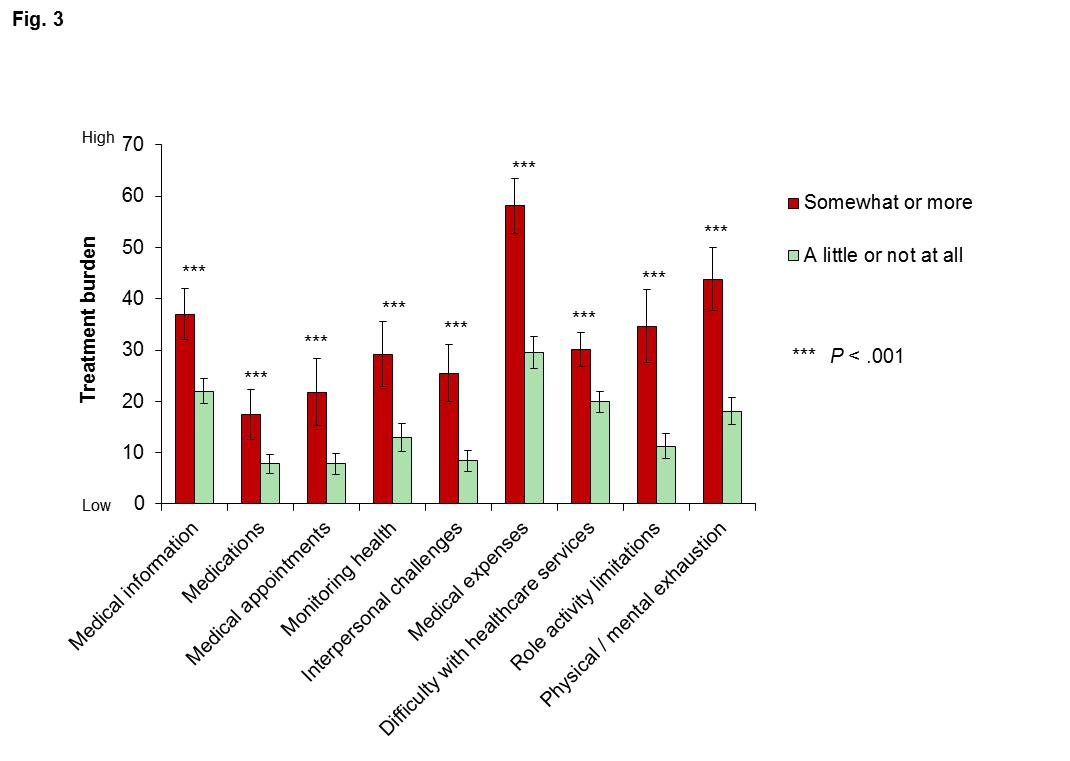 Fig. 3
High
70
60
50
40
30
20
10
0
Low
Treatment burden
***
***
***
***
***
***
***
***
***
Medical information
Medications
Medical appointments
Monitoring health
Interpersonal challenges
Medical expenses
Difficulty with healthcare services
Role activity limitations
Physical / mental exhaustion
Somewhat or more
A little or not at all
*** P < .001